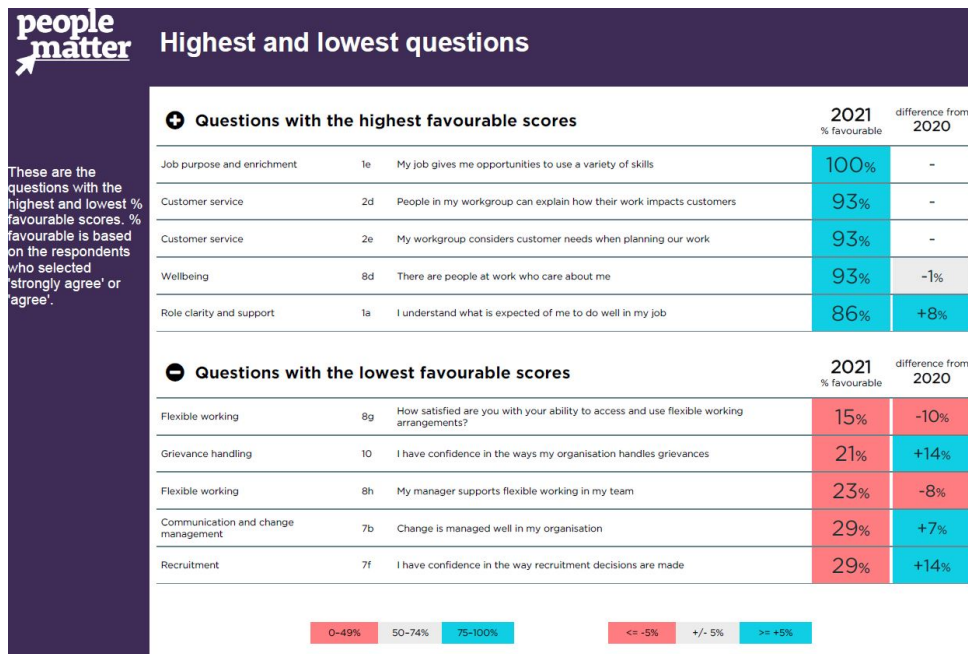 people
matter
Highest and lowest questions
These are the
questions with the
highest and lowest %
favourable scores. %
favourable is based
on the respondents
who selected
'strongly agree' or
'agree'.
Questions with the highest favourable scores
2021
% favourable
difference from
2020
Job purpose and enrichment 1e My job gives me opportunities to use a variety of skills 100% -
Customer service 2d People in my workgroup can explain how their work impacts customers 93% -
Customer service 2e My workgroup considers customer needs when planning our work 93% -
Wellbeing 8d There are people at work who care about me 93% -1%
Role clarity and support 1a I understand what is expected of me to do well in my job 86% +8%
Questions with the lowest favourable scores
2021
% favourable
difference from
2020
Flexible working 8g How satisfied are you with your ability to access and use flexible working
arrangements? 15% -10%
Grievance handling 10 I have confidence in the ways my organisation handles grievances 21% +14%
Flexible working 8h My manager supports flexible working in my team 23% -8%
Communication and change
management 7b Change is managed well in my organisation 29% +7%
Recruitment 7f I have confidence in the way recruitment decisions are made 29% +14%
0-49% 50-74% 75-100% <= -5% +/- 5% >= +5%